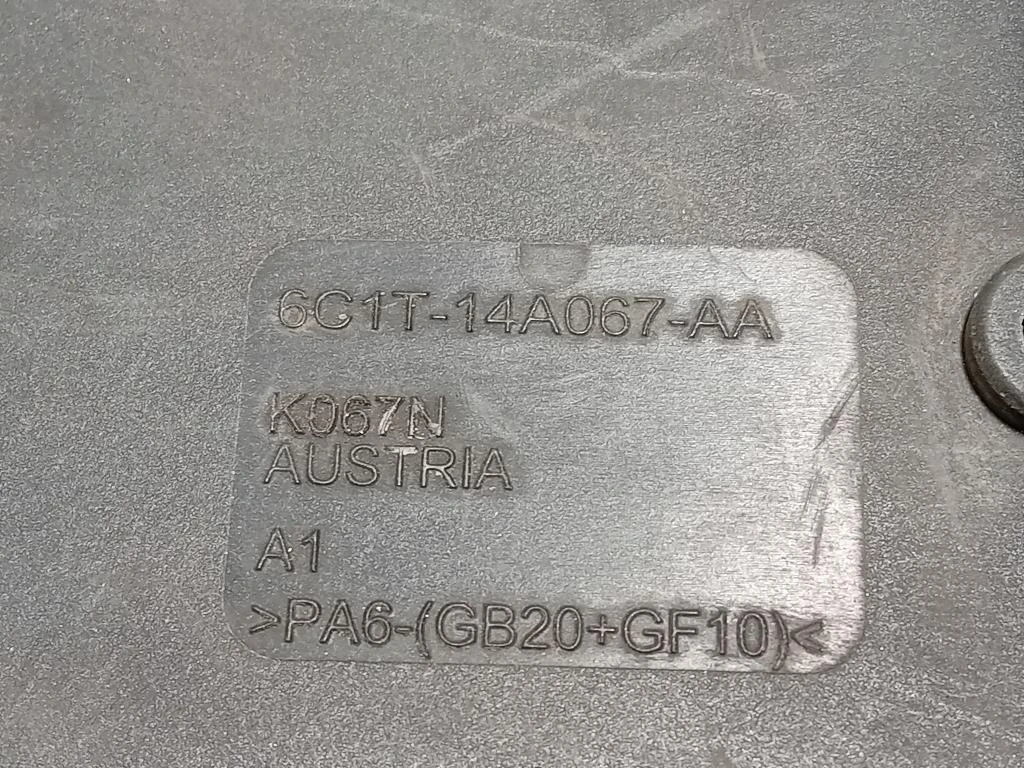 6C1T-14A067-AA
K067N
AUSTRIA
A1
>PA6-(GB20+GF10)<